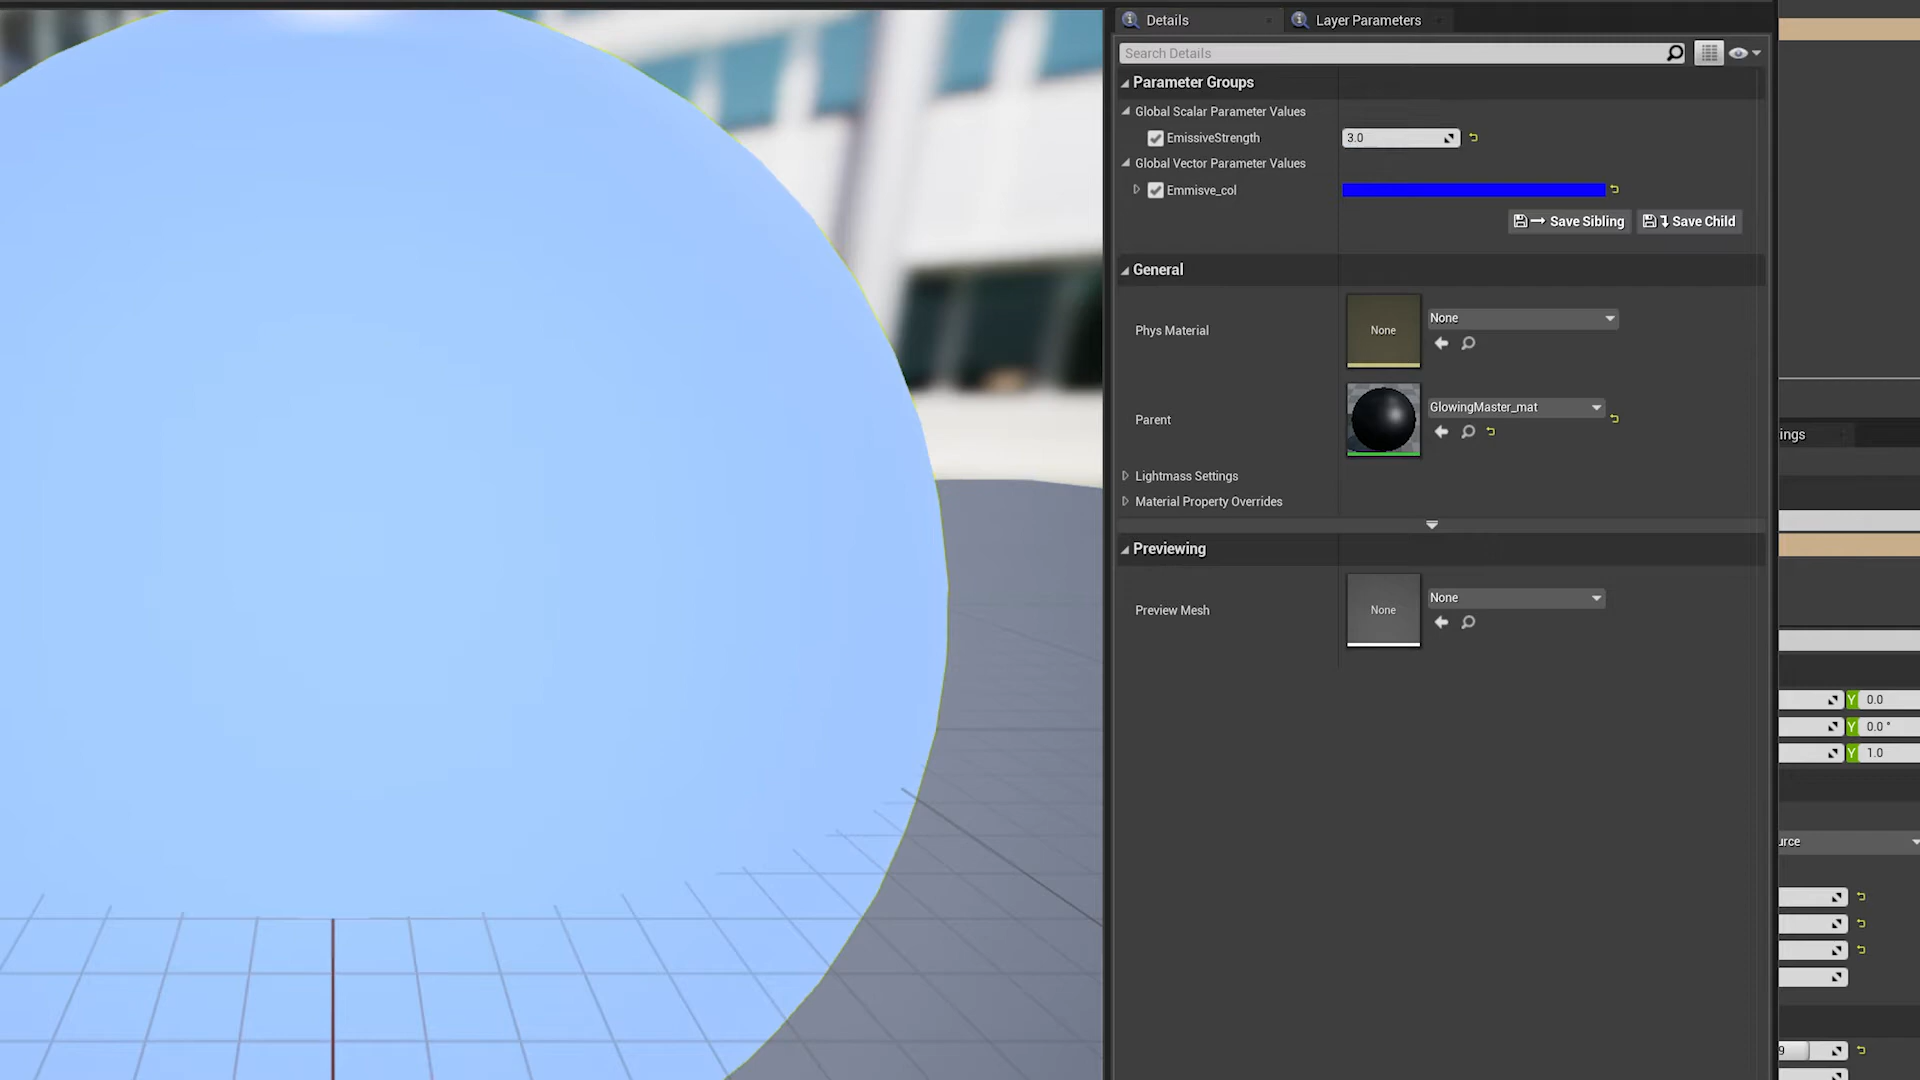 Details
Layer Parameters
Search Details
Parameter Groups
Global Scalar Parameter Values
EmissiveStrength
3.0
Global Vector Parameter Values
Emmisve_col
Save Sibling
Save Child
General
Phys Material
None
None
Parent
GlowingMaster_mat
ings
Lightmass Settings
Material Property Overrides
Previewing
Preview Mesh
None
None
Y 0.0
Y 0.0 °
Y 1.0
urce
9